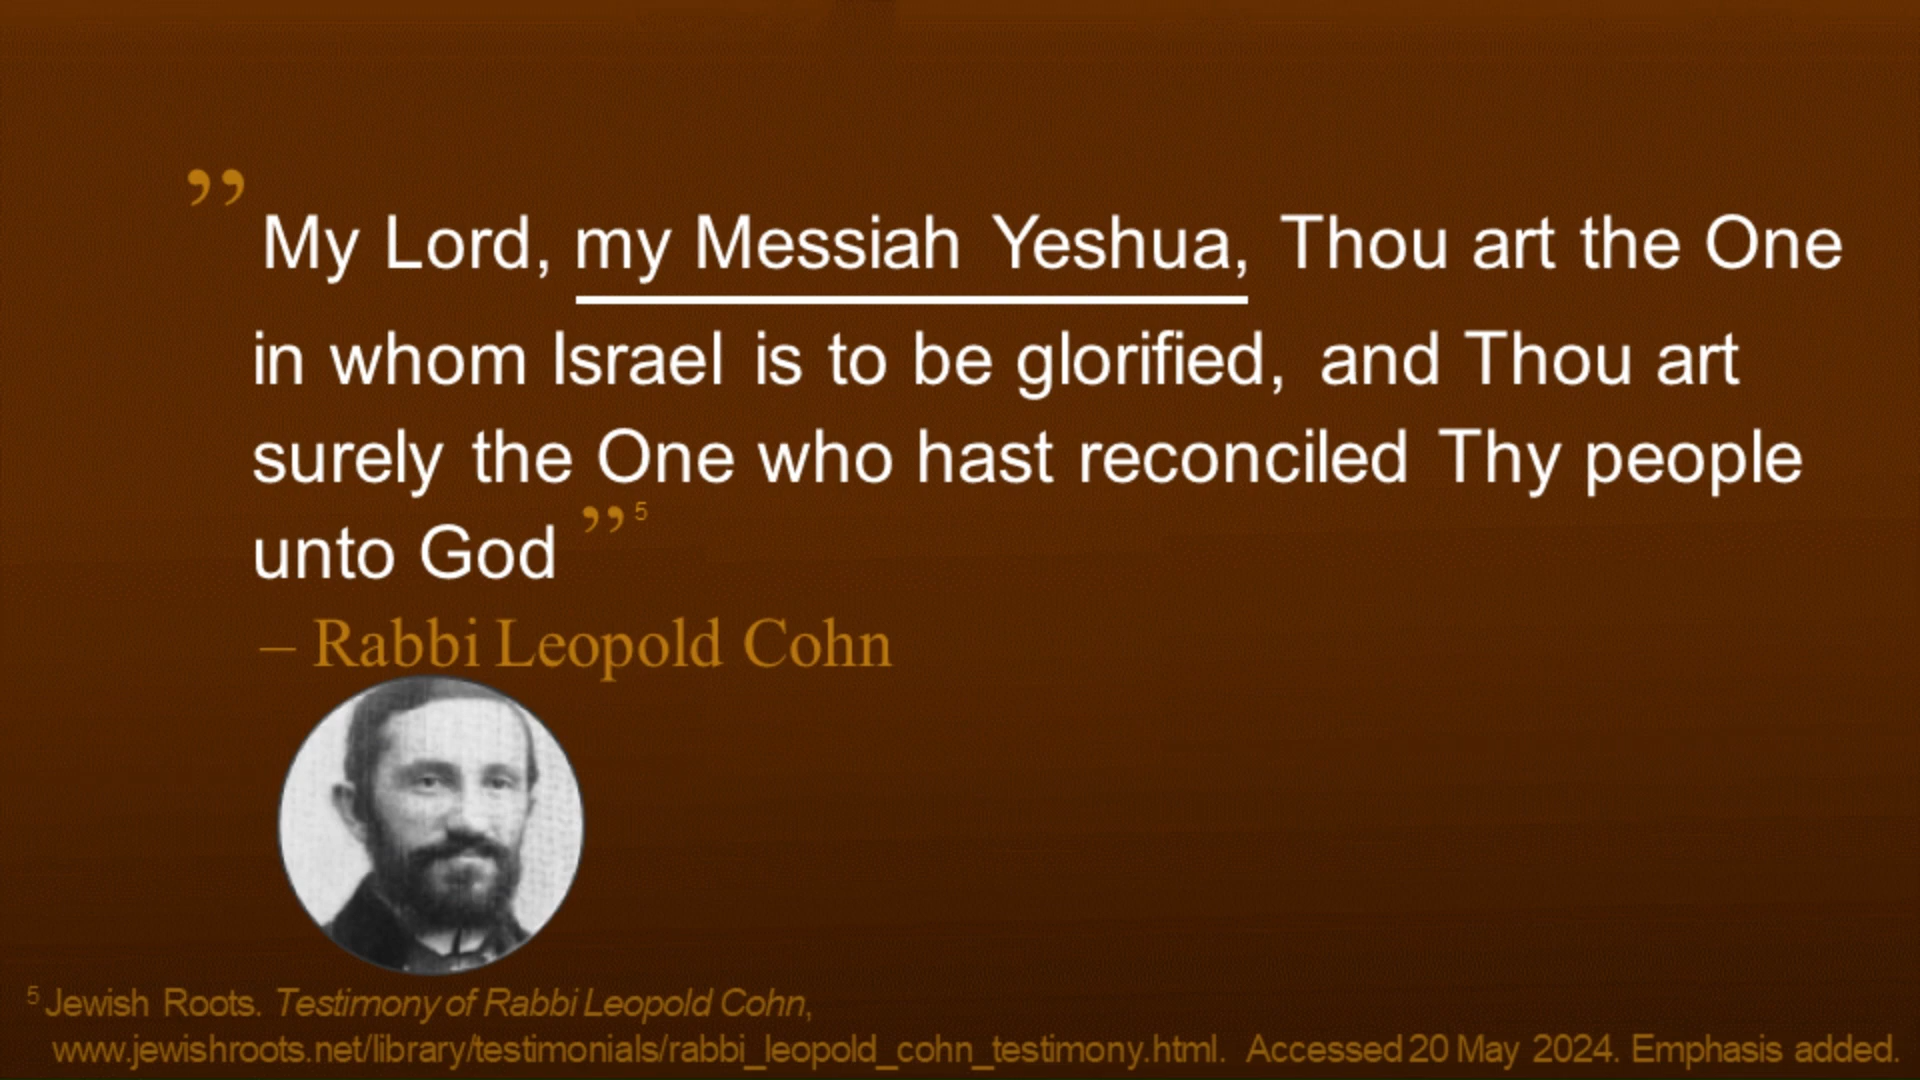 ”My Lord, my Messiah Yeshua, Thou art the One
in whom Israel is to be glorified, and Thou art
surely the One who hast reconciled Thy people
unto God ”5
– Rabbi Leopold Cohn
5 Jewish Roots. Testimony of Rabbi Leopold Cohn,
www.jewishroots.net/library/testimonials/rabbi_leopold_cohn_testimony.html. Accessed 20 May 2024. Emphasis added.